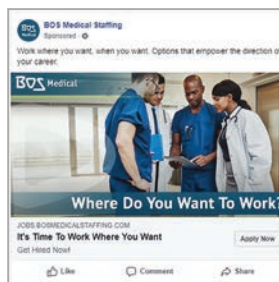 BOS Medical Staffing
Sponsored ·
Work where you want, when you want. Options that empower the direction of
your career.
BOS Medical
Where Do You Want To Work?
JOBS.BOSMEDICALSTAFFING.COM
It's Time To Work Where You Want
Get Hired Now!
Apply Now
Like
Comment
Share